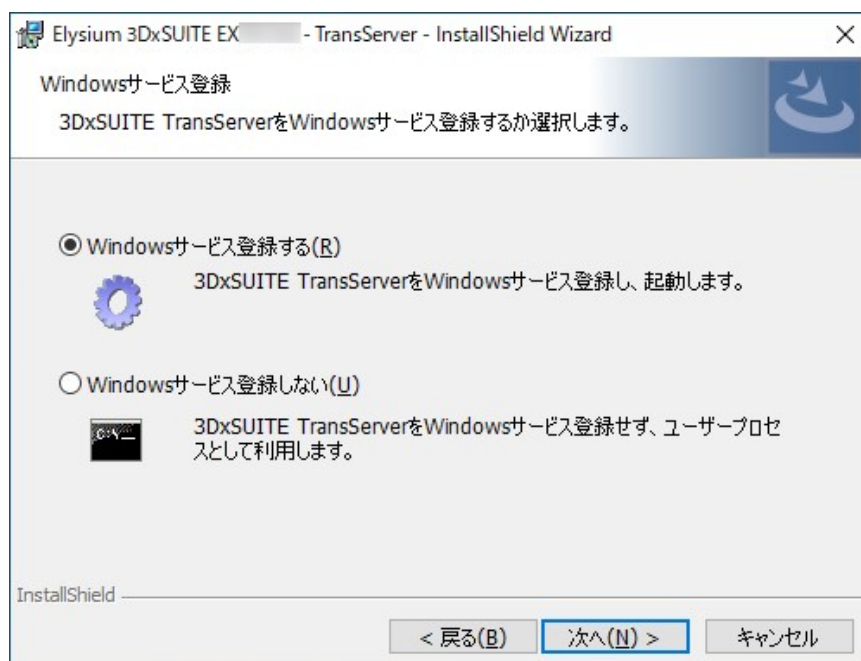 Elysium 3DxSUITE EX - TransServer - InstallShield Wizard
Windowsサービス登録
3DxSUITE TransServerをWindowsサービス登録するか選択します。
Windowsサービス登録する(R)
3DxSUITE TransServerをWindowsサービス登録し、起動します。
Windowsサービス登録しない(U)
C:\_
3DxSUITE TransServerをWindowsサービス登録せず、ユーザープロセ
スとして利用します。
InstallShield
< 戻る(B)
次へ(N) >
キャンセル